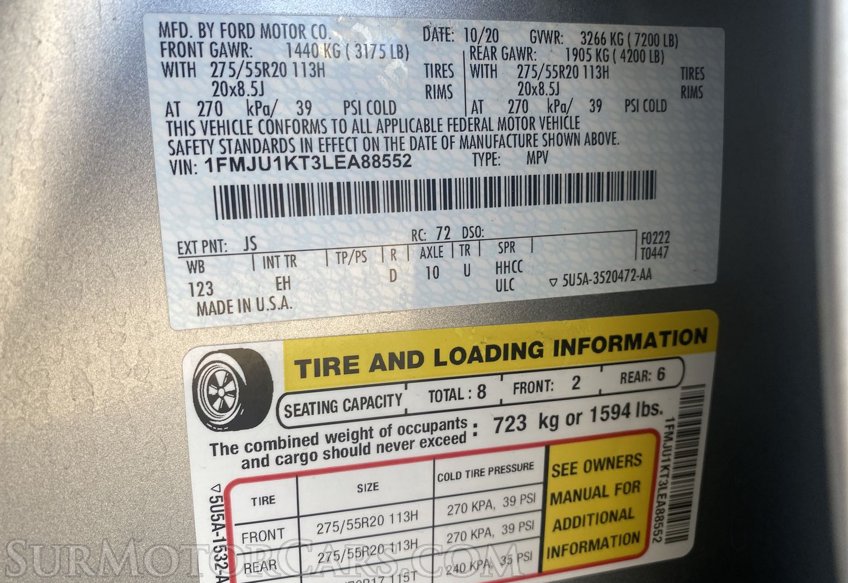 MFD. BY FORD MOTOR CO. DATE: 10/20 GVWR: 3266 KG ( 7200 LB)
FRONT GAWR: 1440 KG ( 3175 LB) REAR GAWR: 1905 KG ( 4200 LB)
WITH 275/55R20 113H TIRES WITH 275/55R20 113H TIRES
20x8.5J RIMS 20x8.5J RIMS
AT 270 kPa/ 39 PSI COLD AT 270 kPa/ 39 PSI COLD
THIS VEHICLE CONFORMS TO ALL APPLICABLE FEDERAL MOTOR VEHICLE
SAFETY STANDARDS IN EFFECT ON THE DATE OF MANUFACTURE SHOWN ABOVE.
VIN: 1FMJU1KT3LEA88552 TYPE: MPV
EXT PNT: JS RC: 72 DSO: F0222
WB INT TR TP/PS R AXLE TR SPR T0447
123 EH D 10 U HHCC
ULC ▽ 5U5A-3520472-AA
MADE IN U.S.A.
TIRE AND LOADING INFORMATION
SEATING CAPACITY TOTAL : 8 FRONT: 2 REAR: 6
The combined weight of occupants and cargo should never exceed : 723 kg or 1594 lbs.
TIRE SIZE COLD TIRE PRESSURE
FRONT 275/55R20 113H 270 KPA, 39 PSI
REAR 275/55R20 113H 270 KPA, 39 PSI
115T 240 KPA, 35 PSI
SEE OWNERS
MANUAL FOR
ADDITIONAL
INFORMATION
▽5U5A-1532-A
1FMJU1KT3LEA88552
SurMotorCars.com